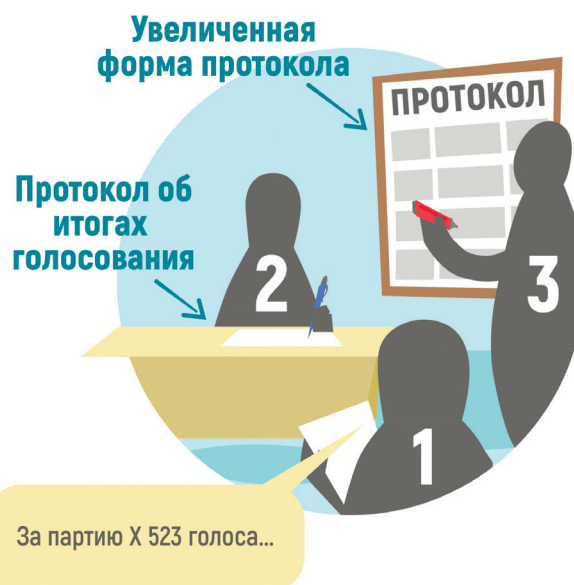 Увеличенная
форма протокола
ПРОТОКОЛ
Протокол об
итогах
голосования
2
3
1
За партию Х 523 голоса...